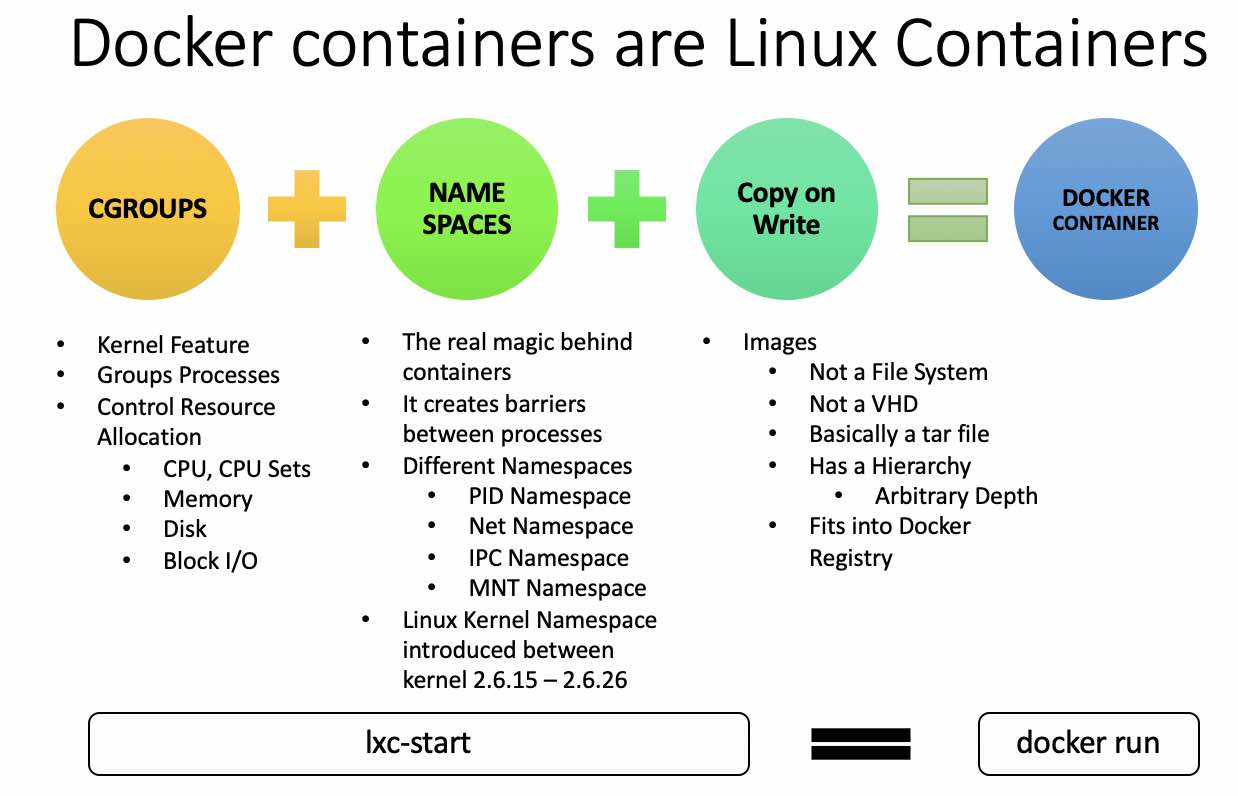 Docker containers are Linux Containers
CGROUPS
NAME
SPACES
Copy on
Write
DOCKER
CONTAINER
• Kernel Feature
• Groups Processes
• Control Resource
Allocation
• CPU, CPU Sets
• Memory
• Disk
• Block I/O
• The real magic behind
containers
• It creates barriers
between processes
• Different Namespaces
• PID Namespace
• Net Namespace
• IPC Namespace
• MNT Namespace
• Linux Kernel Namespace
introduced between
kernel 2.6.15 – 2.6.26
• Images
• Not a File System
• Not a VHD
• Basically a tar file
• Has a Hierarchy
• Arbitrary Depth
• Fits into Docker
Registry
lxc-start
docker run